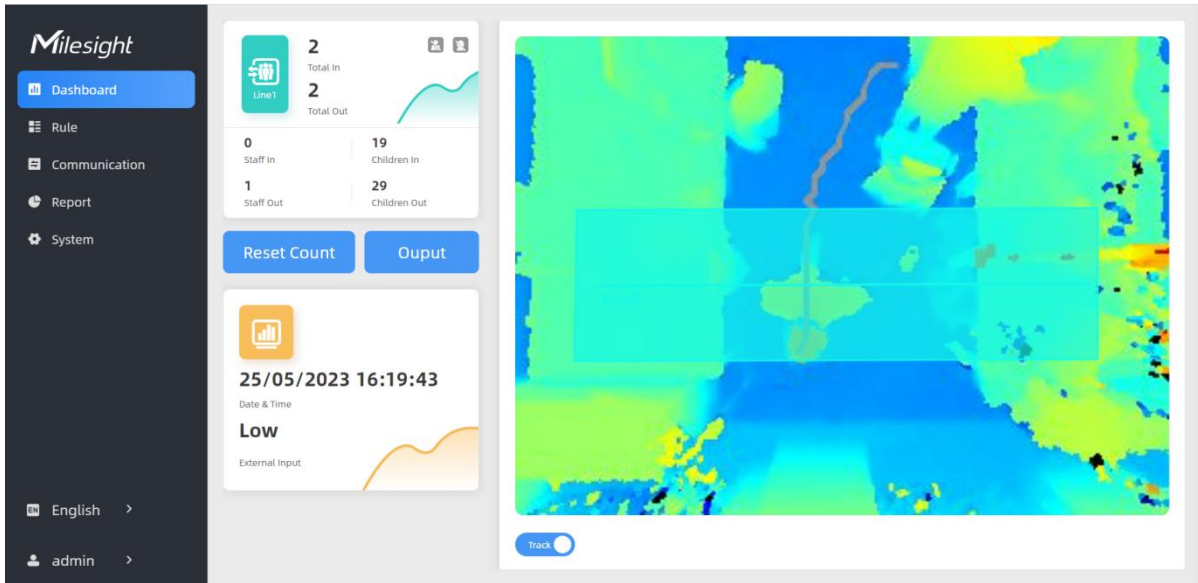 Milesight
Dashboard
Rule
Communication
Report
System
EN English >
admin >
Line1
2
Total In
2
Total Out
0
Staff In
19
Children In
1
Staff Out
29
Children Out
Reset Count
Ouput
25/05/2023 16:19:43
Date & Time
Low
External Input
Track